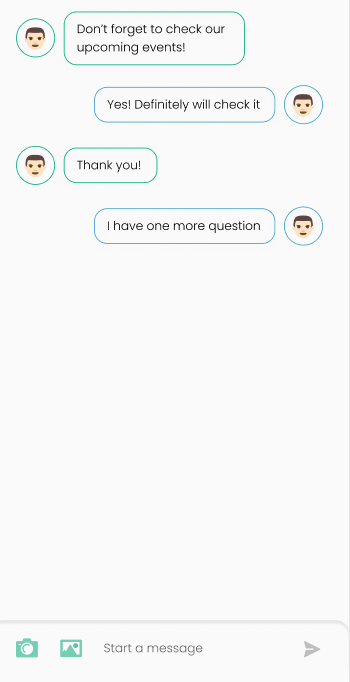 Don't forget to check our
upcoming events!
Yes! Definitely will check it
Thank you!
I have one more question
Start a message